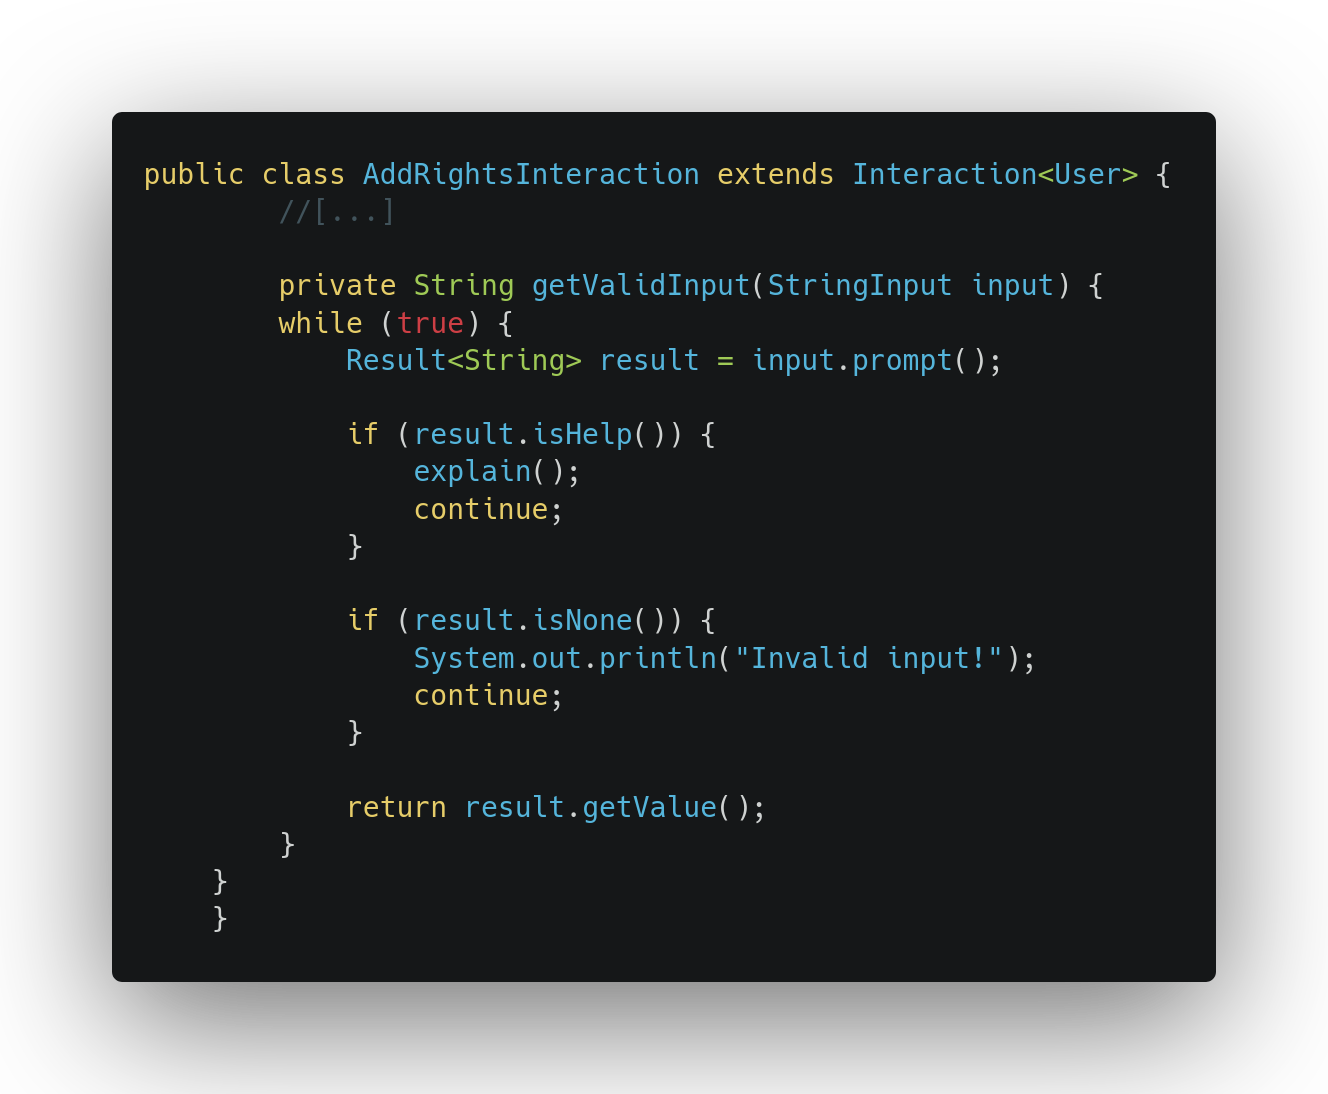 public class AddRightsInteraction extends Interaction<User> {
        //[...]

        private String getValidInput(StringInput input) {
        while (true) {
            Result<String> result = input.prompt();

            if (result.isHelp()) {
                explain();
                continue;
            }

            if (result.isNone()) {
                System.out.println("Invalid input!");
                continue;
            }

            return result.getValue();
        }
    }
    }